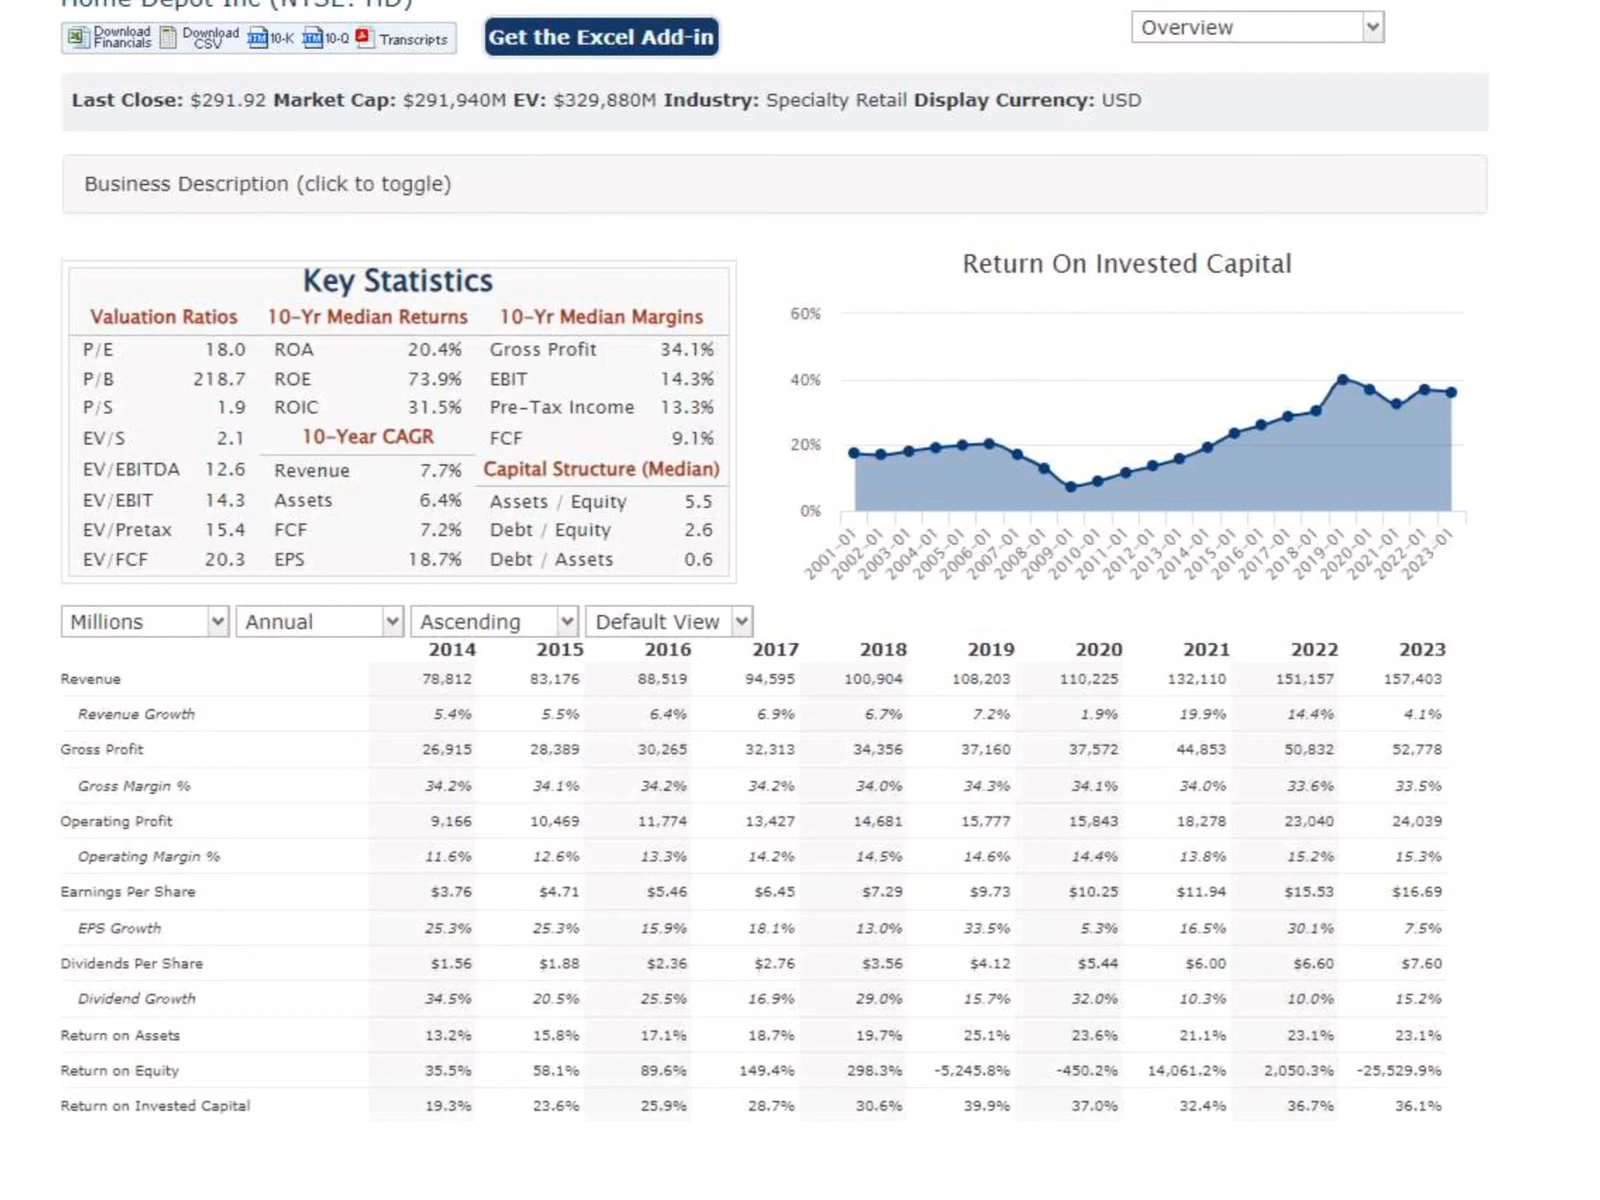 Home Depot Inc (NYSE: HD)
Download Financials Download CSV 10-K 10-Q Transcripts
Get the Excel Add-in
Overview
Last Close: $291.92 Market Cap: $291,940M EV: $329,880M Industry: Specialty Retail Display Currency: USD
Business Description (click to toggle)
Key Statistics
Valuation Ratios 10-Yr Median Returns 10-Yr Median Margins
P/E 18.0 ROA 20.4% Gross Profit 34.1%
P/B 218.7 ROE 73.9% EBIT 14.3%
P/S 1.9 ROIC 31.5% Pre-Tax Income 13.3%
EV/S 2.1 10-Year CAGR FCF 9.1%
EV/EBITDA 12.6 Revenue 7.7% Capital Structure (Median)
EV/EBIT 14.3 Assets 6.4% Assets / Equity 5.5
EV/Pretax 15.4 FCF 7.2% Debt / Equity 2.6
EV/FCF 20.3 EPS 18.7% Debt / Assets 0.6
Return On Invested Capital
60%
40%
20%
0%
2001-01 2002-01 2003-01 2004-01 2005-01 2006-01 2007-01 2008-01 2009-01 2010-01 2011-01 2012-01 2013-01 2014-01 2015-01 2016-01 2017-01 2018-01 2019-01 2020-01 2021-01 2022-01 2023-01
Millions Annual Ascending Default View
2014 2015 2016 2017 2018 2019 2020 2021 2022 2023
Revenue 78,812 83,176 88,519 94,595 100,904 108,203 110,225 132,110 151,157 157,403
Revenue Growth 5.4% 5.5% 6.4% 6.9% 6.7% 7.2% 1.9% 19.9% 14.4% 4.1%
Gross Profit 26,915 28,389 30,265 32,313 34,356 37,160 37,572 44,853 50,832 52,778
Gross Margin % 34.2% 34.1% 34.2% 34.2% 34.0% 34.3% 34.1% 34.0% 33.6% 33.5%
Operating Profit 9,166 10,469 11,774 13,427 14,681 15,777 15,843 18,278 23,040 24,039
Operating Margin % 11.6% 12.6% 13.3% 14.2% 14.5% 14.6% 14.4% 13.8% 15.2% 15.3%
Earnings Per Share $3.76 $4.71 $5.46 $6.45 $7.29 $9.73 $10.25 $11.94 $15.53 $16.69
EPS Growth 25.3% 25.3% 15.9% 18.1% 13.0% 33.5% 5.3% 16.5% 30.1% 7.5%
Dividends Per Share $1.56 $1.88 $2.36 $2.76 $3.56 $4.12 $5.44 $6.00 $6.60 $7.60
Dividend Growth 34.5% 20.5% 25.5% 16.9% 29.0% 15.7% 32.0% 10.3% 10.0% 15.2%
Return on Assets 13.2% 15.8% 17.1% 18.7% 19.7% 25.1% 23.6% 21.1% 23.1% 23.1%
Return on Equity 35.5% 58.1% 89.6% 149.4% 298.3% -5,245.8% -450.2% 14,061.2% 2,050.3% -25,529.9%
Return on Invested Capital 19.3% 23.6% 25.9% 28.7% 30.6% 39.9% 37.0% 32.4% 36.7% 36.1%